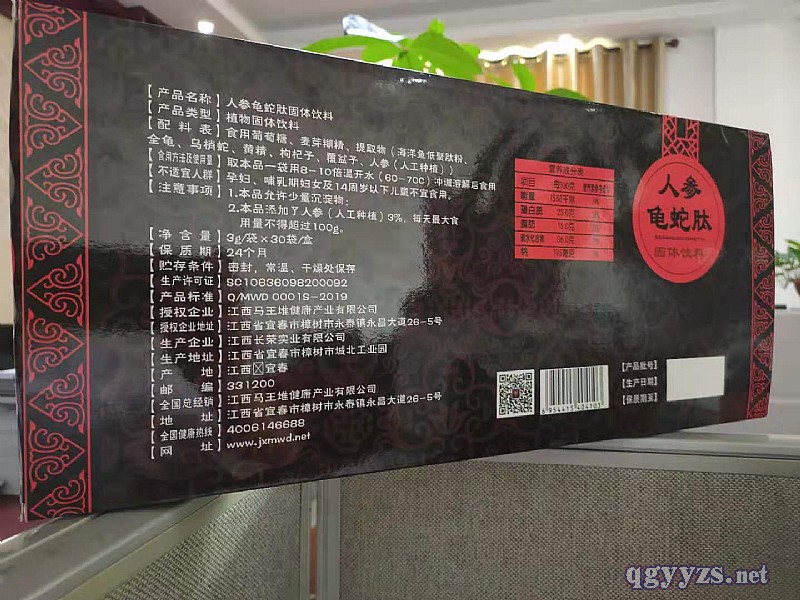 【产品名称】人参龟蛇肽固体饮料
【产品类型】植物固体饮料
【配料表】食用葡萄糖、麦芽糊精、提取物（海洋鱼低聚肽粉、
全龟、乌梢蛇、黄精、枸杞子、覆盆子、人参（人工种植））
【食用方法及使用量】取本品一袋用8-10倍温开水（60-70C）冲调溶解后食用
【不适宜人群】孕妇、哺乳期妇女及14周岁以下儿童不宜食用。
【注意事项】1.本品允许少量沉淀物；
2.本品添加了人参（人工种植）3%，每天最大食
用量不得超过100g。
【净含量】3g/袋×30袋/盒
【保质期】24个月
【贮存条件】密封，常温、干燥处保存
【生产许可证】SC10636098200092
【产品标准】Q/MWD 0001S-2019
【授权企业】江西马王堆健康产业有限公司
【授权企业地址】江西省宜春市樟树市永泰镇永昌大道26-5号
【生产企业】江西长荣实业有限公司
【生产地址】江西省宜春市樟树市城北工业园
【产地】江西 宜春
【邮编】331200
【全国总经销】江西马王堆健康产业有限公司
【地址】江西省宜春市樟树市永泰镇永昌大道26-5号
【全国健康热线】4006146688
【网址】www.jxmwd.net
营养成分表
项目 每100克
能量
蛋白质
脂肪
碳水化合物
钠
人参
龟蛇肽
固体饮料
【产品批号】
【生产日期】
【保质期至】
qgyyzs.net